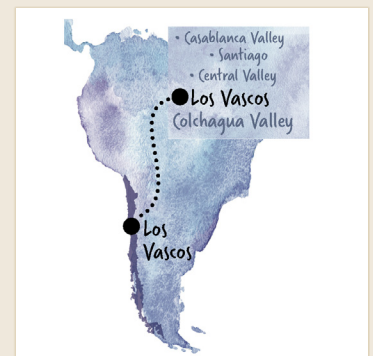 • Casablanca Valley
• Santiago
• Central Valley
Los Vascos
Colchagua Valley
Los
Vascos